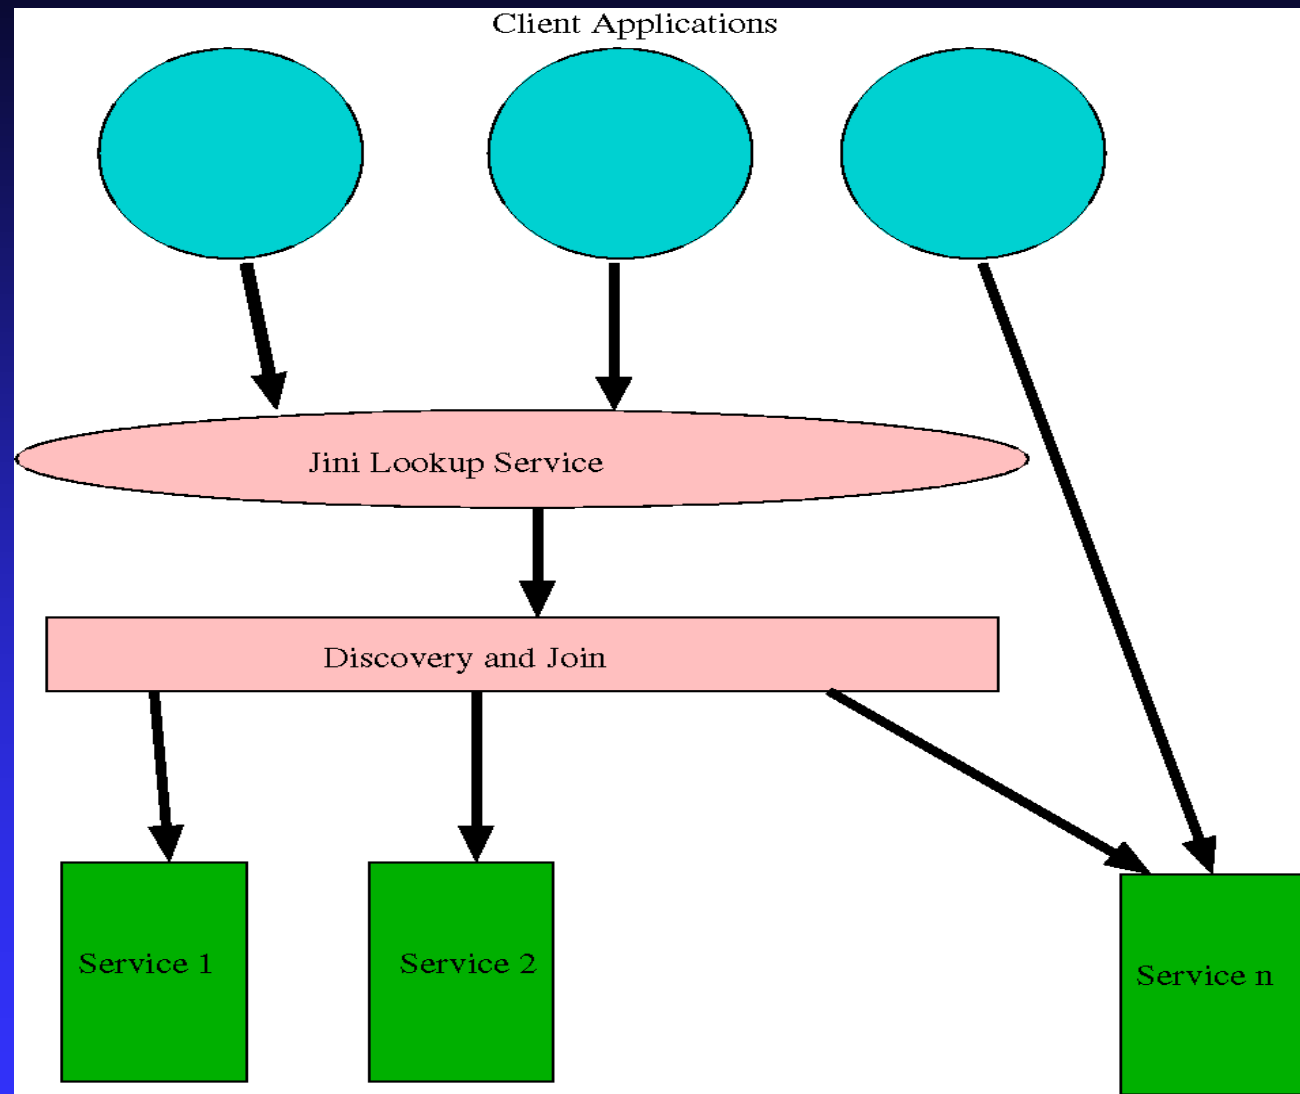 Client Applications
Jini Lookup Service
Discovery and Join
Service 1
Service 2
Service n